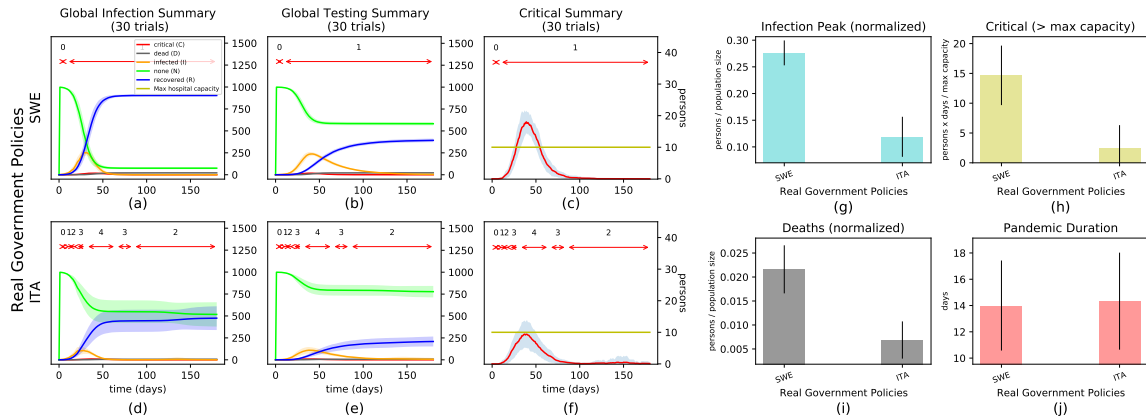 Real Government Policies
SWE
ITA
Global Infection Summary
(30 trials)
0
1
critical (C)
dead (D)
infected (I)
none (N)
recovered (R)
Max hospital capacity
1500
1250
1000
750
500
250
0
0 50 100 150
(a)
Global Testing Summary
(30 trials)
0 1
1500
1250
1000
750
500
250
0
0 50 100 150
(b)
Critical Summary
(30 trials)
0 1
40
30
20
10
0
persons
0 50 100 150
(c)
0 1 2 3 4 3 2
1500
1250
1000
750
500
250
0
0 50 100 150
time (days)
(d)
0 1 2 3 4 3 2
1500
1250
1000
750
500
250
0
0 50 100 150
time (days)
(e)
0 1 2 3 4 3 2
40
30
20
10
0
persons
0 50 100 150
time (days)
(f)
Infection Peak (normalized)
persons / population size
0.30
0.25
0.20
0.15
0.10
SWE ITA
Real Government Policies
(g)
Critical (> max capacity)
persons x days / max capacity
20
15
10
5
0
SWE ITA
Real Government Policies
(h)
Deaths (normalized)
persons / population size
0.025
0.020
0.015
0.010
0.005
SWE ITA
Real Government Policies
(i)
Pandemic Duration
days
18
16
14
12
10
SWE ITA
Real Government Policies
(j)